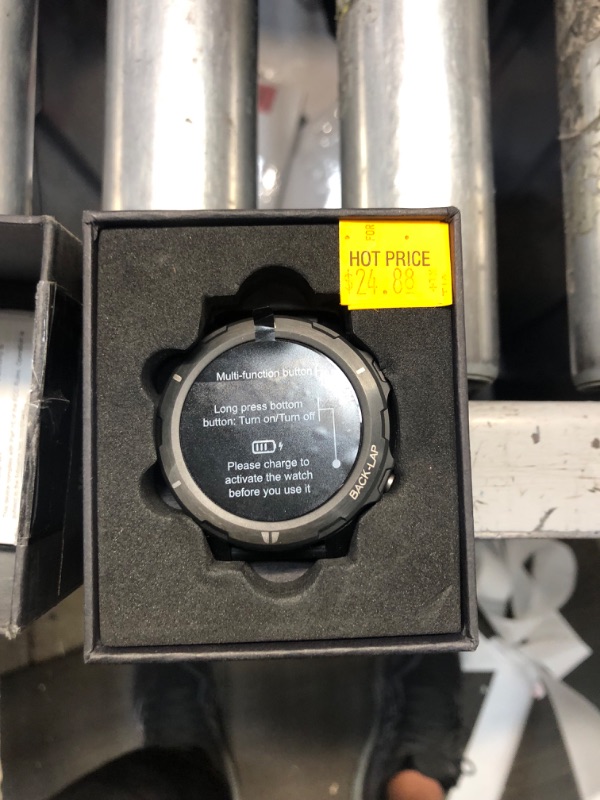 FOR
HOT PRICE
$24.88
Multi-function button
Long press bottom
button: Turn on/Turn off
Please charge to
activate the watch
before you use it
BACK•LAP